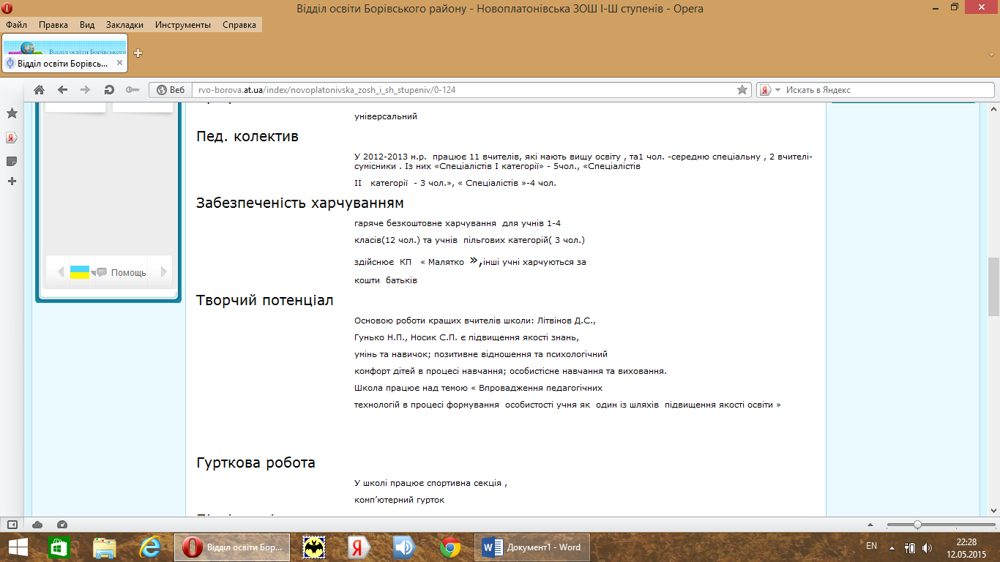 Відділ освіти Борівського району - Новоплатонівська ЗОШ І-Ш ступенів - Opera
Файл Правка Вид Закладки Инструменты Справка
Відділ освіти Борівського
Відділ освіти Борівсь...
Веб rvo-borova.at.ua/index/novoplatonivska_zosh_i_sh_stupeniv/0-124 Искать в Яндекс
універсальний
Пед. колектив
У 2012-2013 н.р. працює 11 вчителів, які мають вищу освіту , та1 чол. -середню спеціальну , 2 вчителі-
сумісники . Із них «Спеціалістів І категорії» - 5чол., «Спеціалістів
ІІ категорії - 3 чол.», « Спеціалістів »-4 чол.
Забезпеченість харчуванням
гаряче безкоштовне харчування для учнів 1-4
класів(12 чол.) та учнів пільгових категорій( 3 чол.)
здійснює КП « Малятко »,інші учні харчуються за
кошти батьків
Помощь
Творчий потенціал
Основою роботи кращих вчителів школи: Літвінов Д.С.,
Гунько Н.П., Носик С.П. є підвищення якості знань,
умінь та навичок; позитивне відношення та психологічний
комфорт дітей в процесі навчання; особистісне навчання та виховання.
Школа працює над темою « Впровадження педагогічних
технологій в процесі формування особистості учня як один із шляхів підвищення якості освіти »
Гурткова робота
У школі працює спортивна секція ,
комп’ютерний гурток
Відділ освіти Бор... Документ1 - Word EN 22:28
12.05.2015